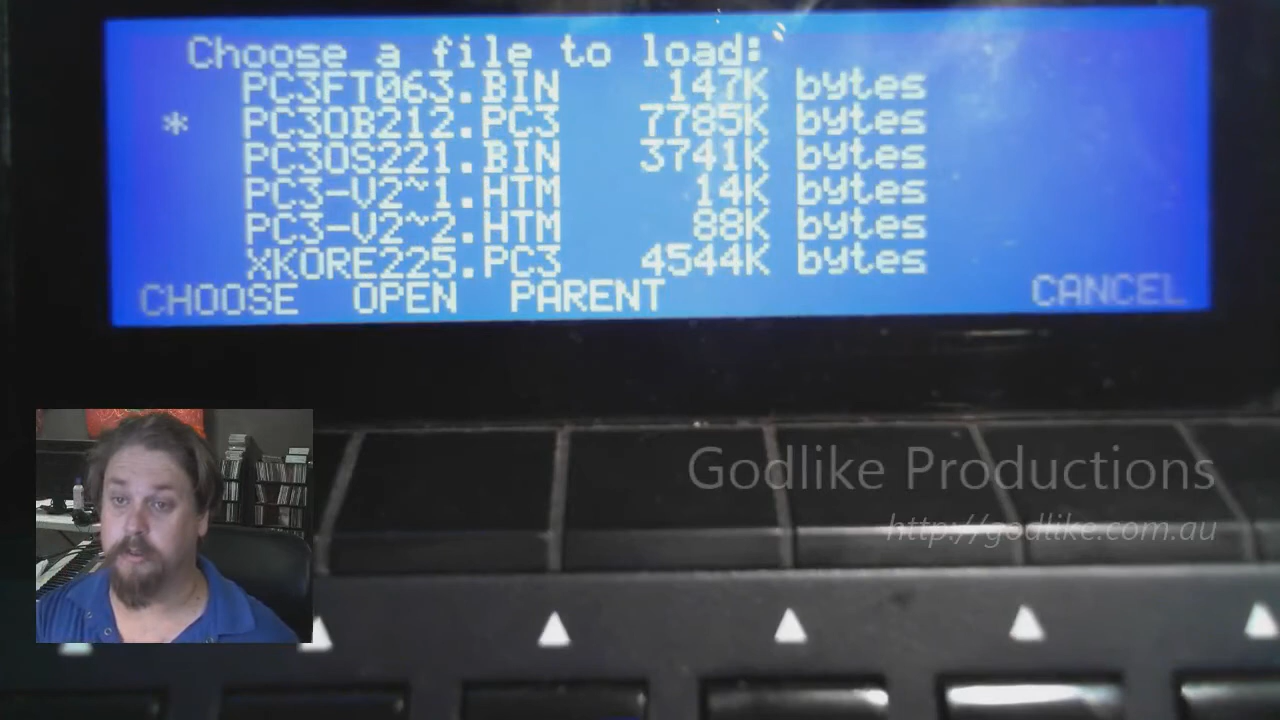 Choose a file to load:
PC3FT063.BIN 147K bytes
* PC3OB212.PC3 7785K bytes
PC3OS221.BIN 3741K bytes
PC3-V2~1.HTM 14K bytes
PC3-V2~2.HTM 88K bytes
XKORE225.PC3 4544K bytes
CHOOSE OPEN PARENT CANCEL
Godlike Productions
http://godlike.com.au